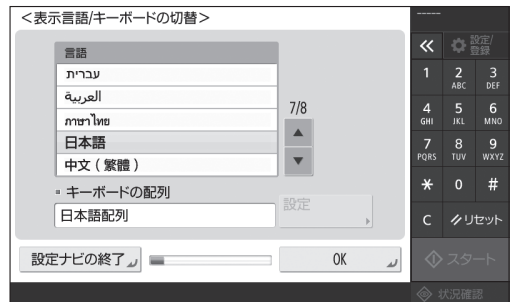 ＜表示言語/キーボードの切替＞
言語
עברית
العربية
ภาษาไทย
日本語
中文（繁體）
7/8
▪ キーボードの配列
日本語配列
設定
設定ナビの終了
OK
-----
≪ 設定/登録
1 2 ABC 3 DEF
4 GHI 5 JKL 6 MNO
7 PQRS 8 TUV 9 WXYZ
* 0 #
C リセット
スタート
状況確認